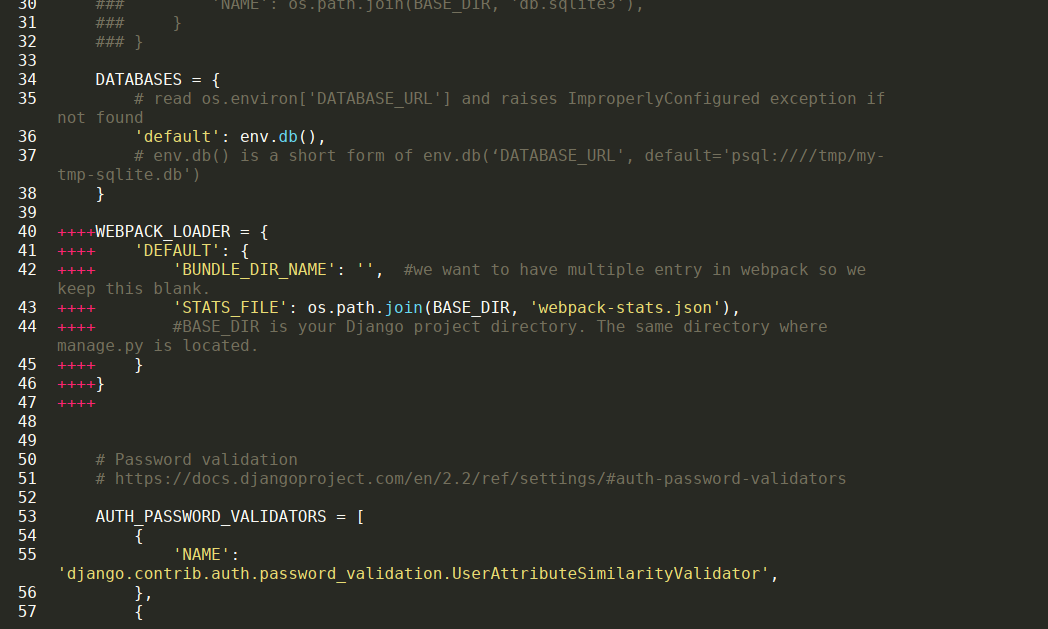 30      ###         'NAME': os.path.join(BASE_DIR, 'db.sqlite3'),
31      ###     }
32      ### }
33
34      DATABASES = {
35          # read os.environ['DATABASE_URL'] and raises ImproperlyConfigured exception if
not found
36          'default': env.db(),
37          # env.db() is a short form of env.db(‘DATABASE_URL', default='psql:////tmp/my-
tmp-sqlite.db')
38      }
39
40  ++++WEBPACK_LOADER = {
41  ++++    'DEFAULT': {
42  ++++        'BUNDLE_DIR_NAME': '',  #we want to have multiple entry in webpack so we
keep this blank.
43  ++++        'STATS_FILE': os.path.join(BASE_DIR, 'webpack-stats.json'),
44  ++++        #BASE_DIR is your Django project directory. The same directory where
manage.py is located.
45  ++++    }
46  ++++}
47  ++++
48
49
50      # Password validation
51      # https://docs.djangoproject.com/en/2.2/ref/settings/#auth-password-validators
52
53      AUTH_PASSWORD_VALIDATORS = [
54          {
55              'NAME':
'django.contrib.auth.password_validation.UserAttributeSimilarityValidator',
56          },
57          {